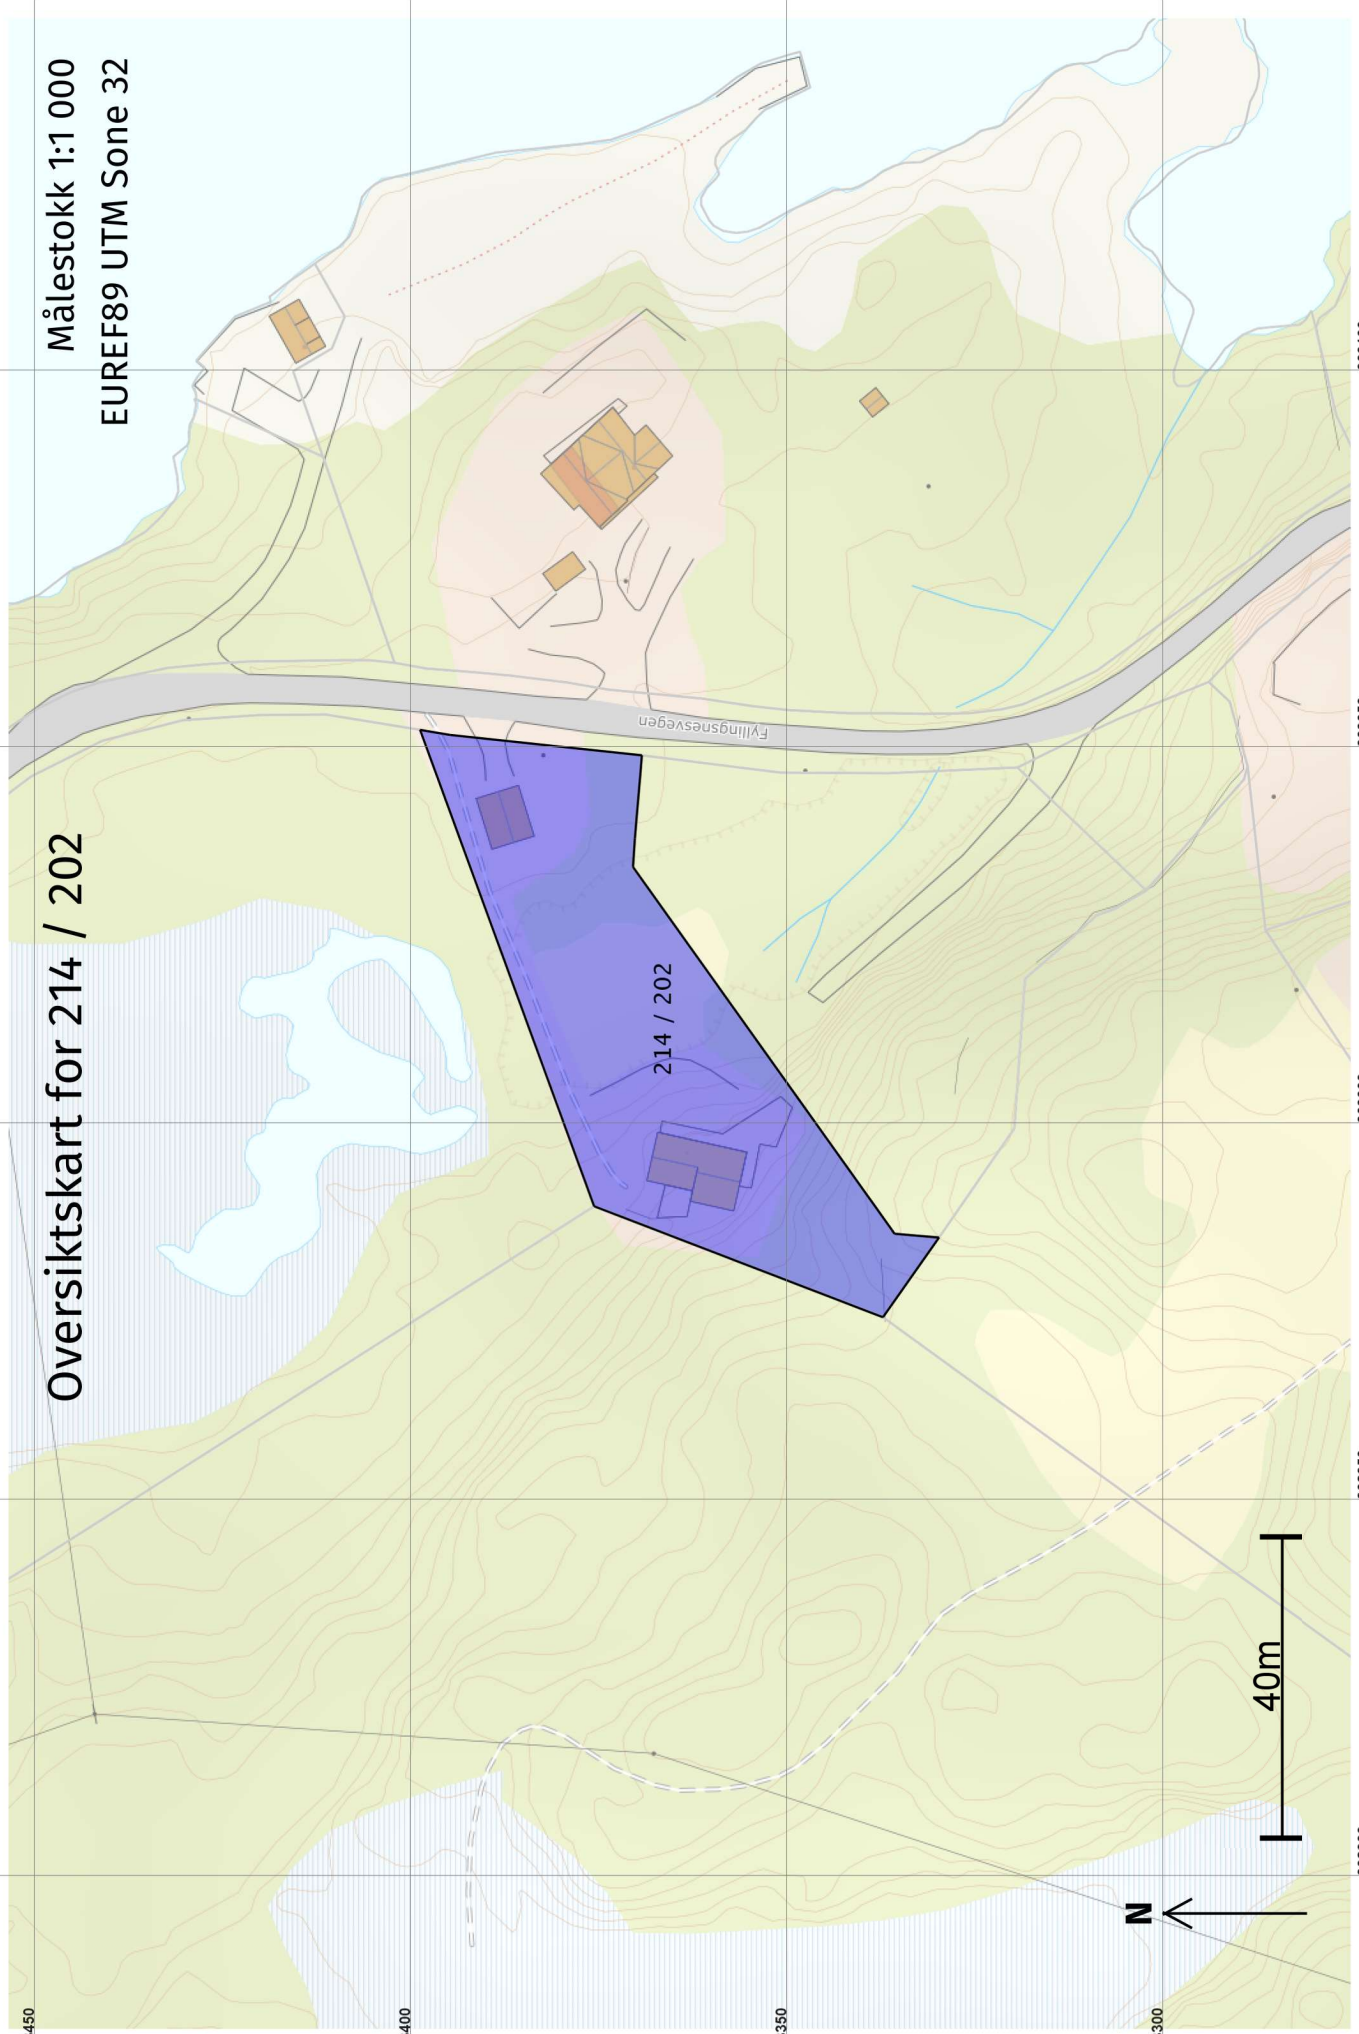 Oversiktskart for 214 / 202
Målestokk 1:1 000
EUREF89 UTM Sone 32
Fyllingsnesvegen
214 / 202
40m
N
450
400
350
300